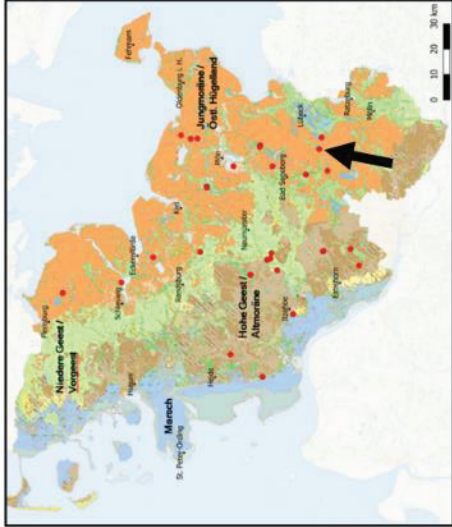 Flensburg
Niedere Geest /
Vorgeest
Schleswig
Husum
Eckernförde
Fehmarn
Marsch
St. Peter-Ording
Rendsburg
Kiel
Oldenburg i. H.
Jungmoräne /
Östl. Hügelland
Heide
Plön
Hohe Geest /
Altmoräne
Neumünster
Itzehoe
Bad Segeberg
Lübeck
Elmshorn
Ratzeburg
Mölln
0 10 20 30 km